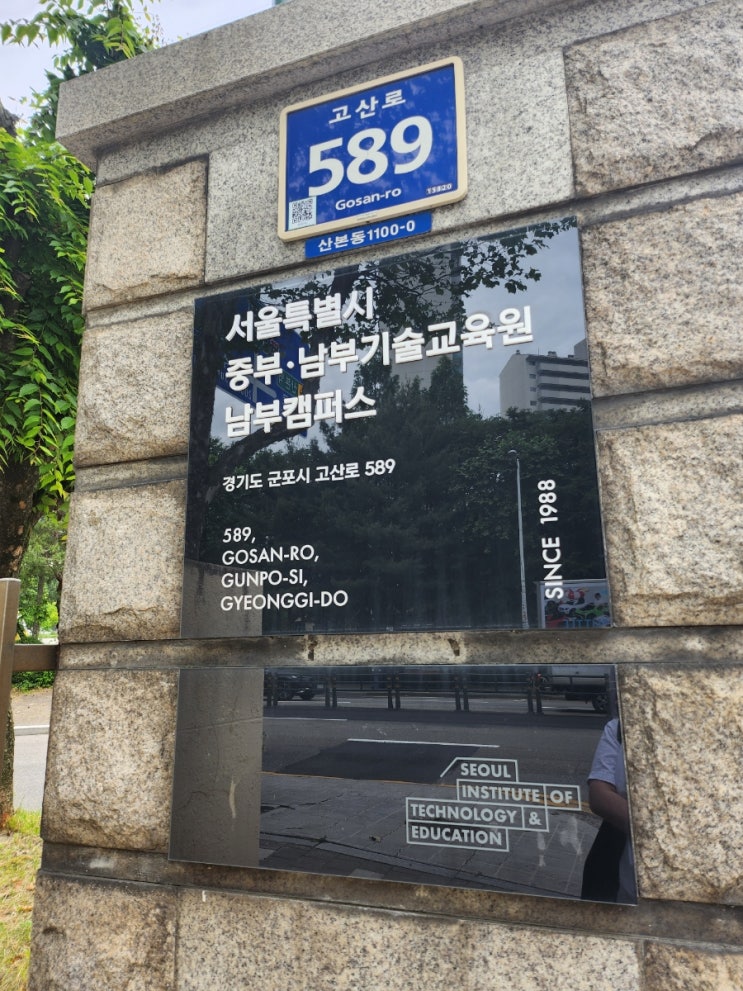 고산로
589
Gosan-ro
15820
산본동1100-0
서울특별시
중부·남부기술교육원
남부캠퍼스
경기도 군포시 고산로 589
589,
GOSAN-RO,
GUNPO-SI,
GYEONGGI-DO
SINCE 1988
SEOUL
INSTITUTE OF
TECHNOLOGY &
EDUCATION